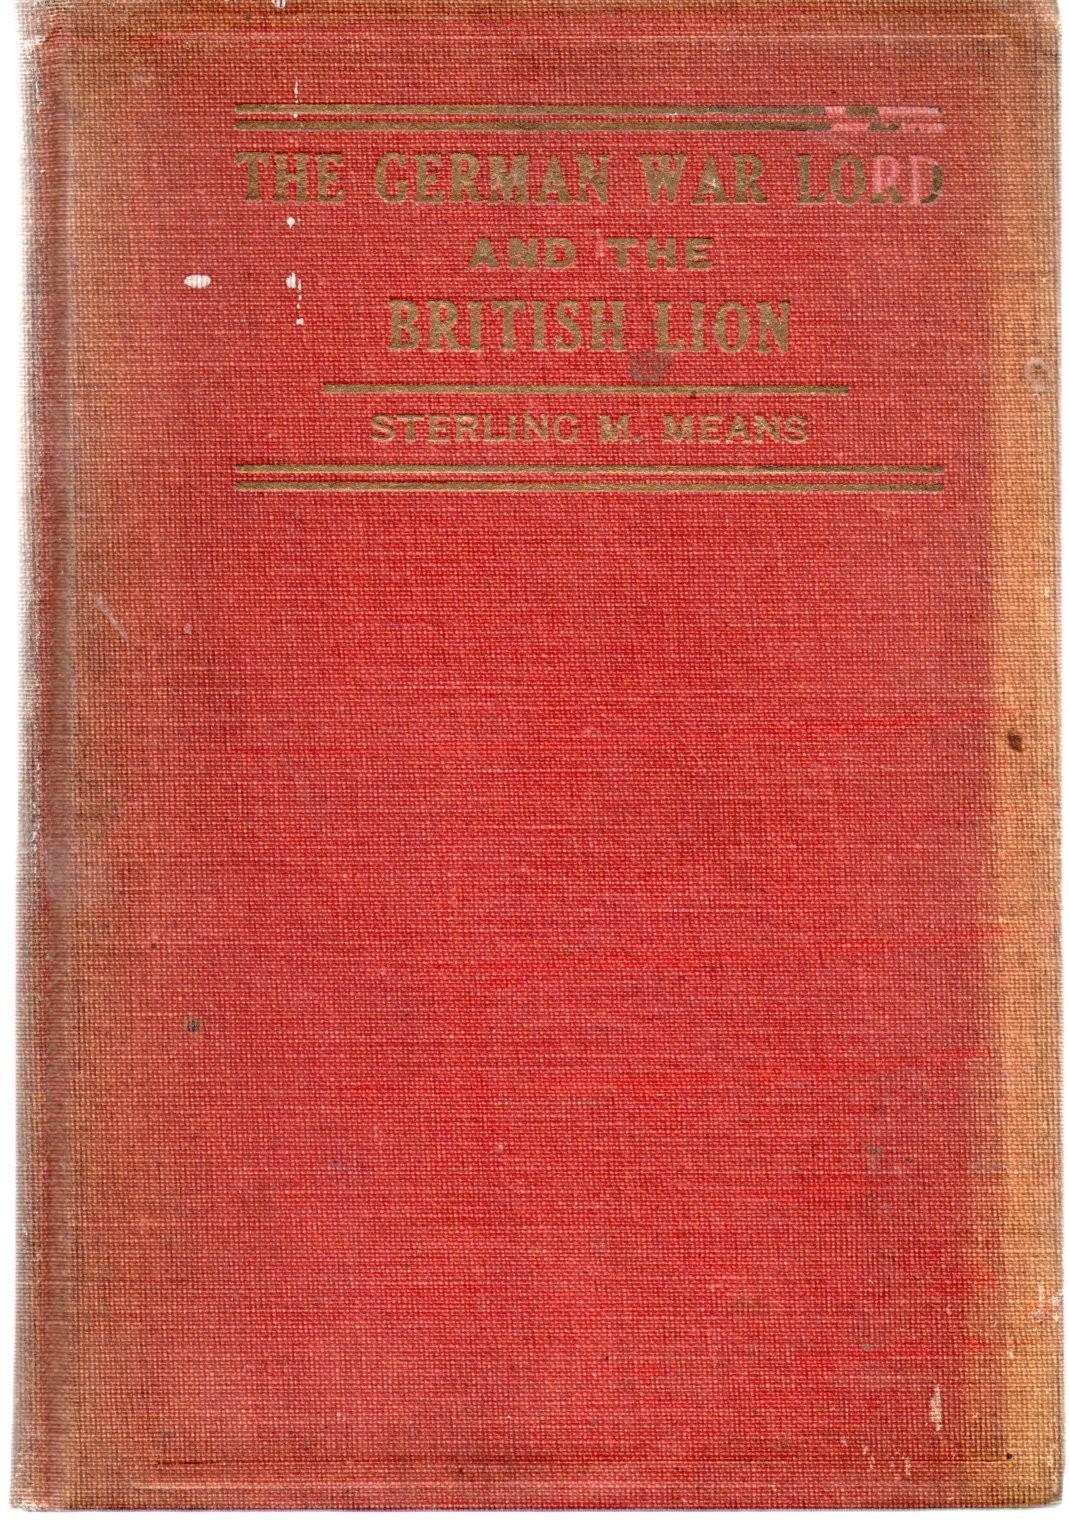 THE GERMAN WAR LORD
AND THE
BRITISH LION
STERLING M. MEANS